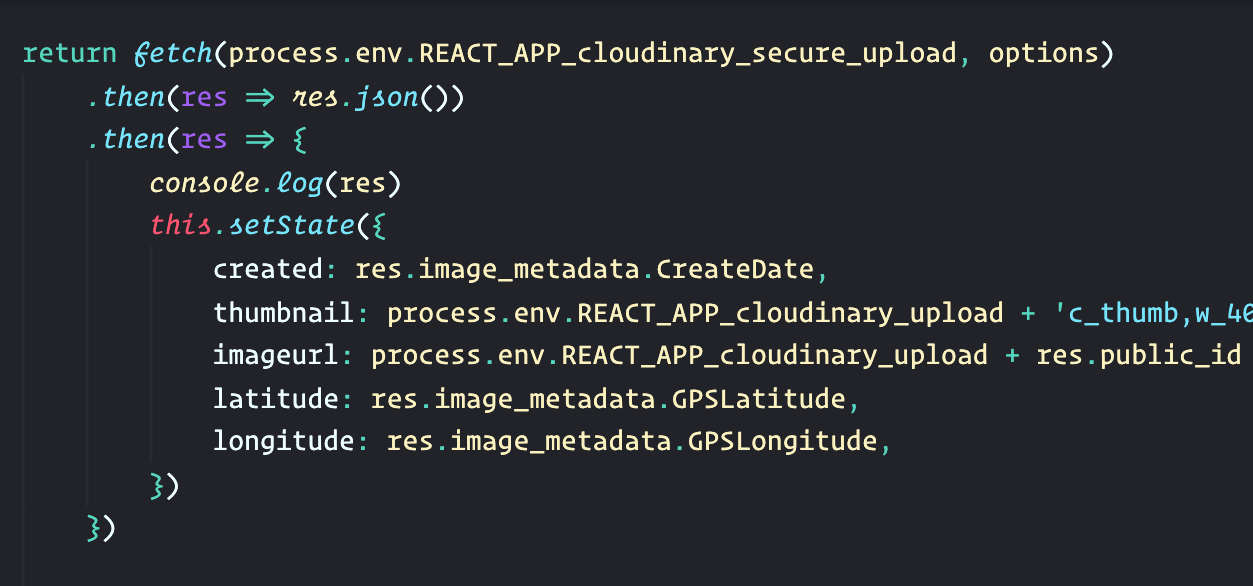 return fetch(process.env.REACT_APP_cloudinary_secure_upload, options)
.then(res => res.json())
.then(res => {
console.log(res)
this.setState({
created: res.image_metadata.CreateDate,
thumbnail: process.env.REACT_APP_cloudinary_upload + 'c_thumb,w_40
imageurl: process.env.REACT_APP_cloudinary_upload + res.public_id
latitude: res.image_metadata.GPSLatitude,
longitude: res.image_metadata.GPSLongitude,
})
})